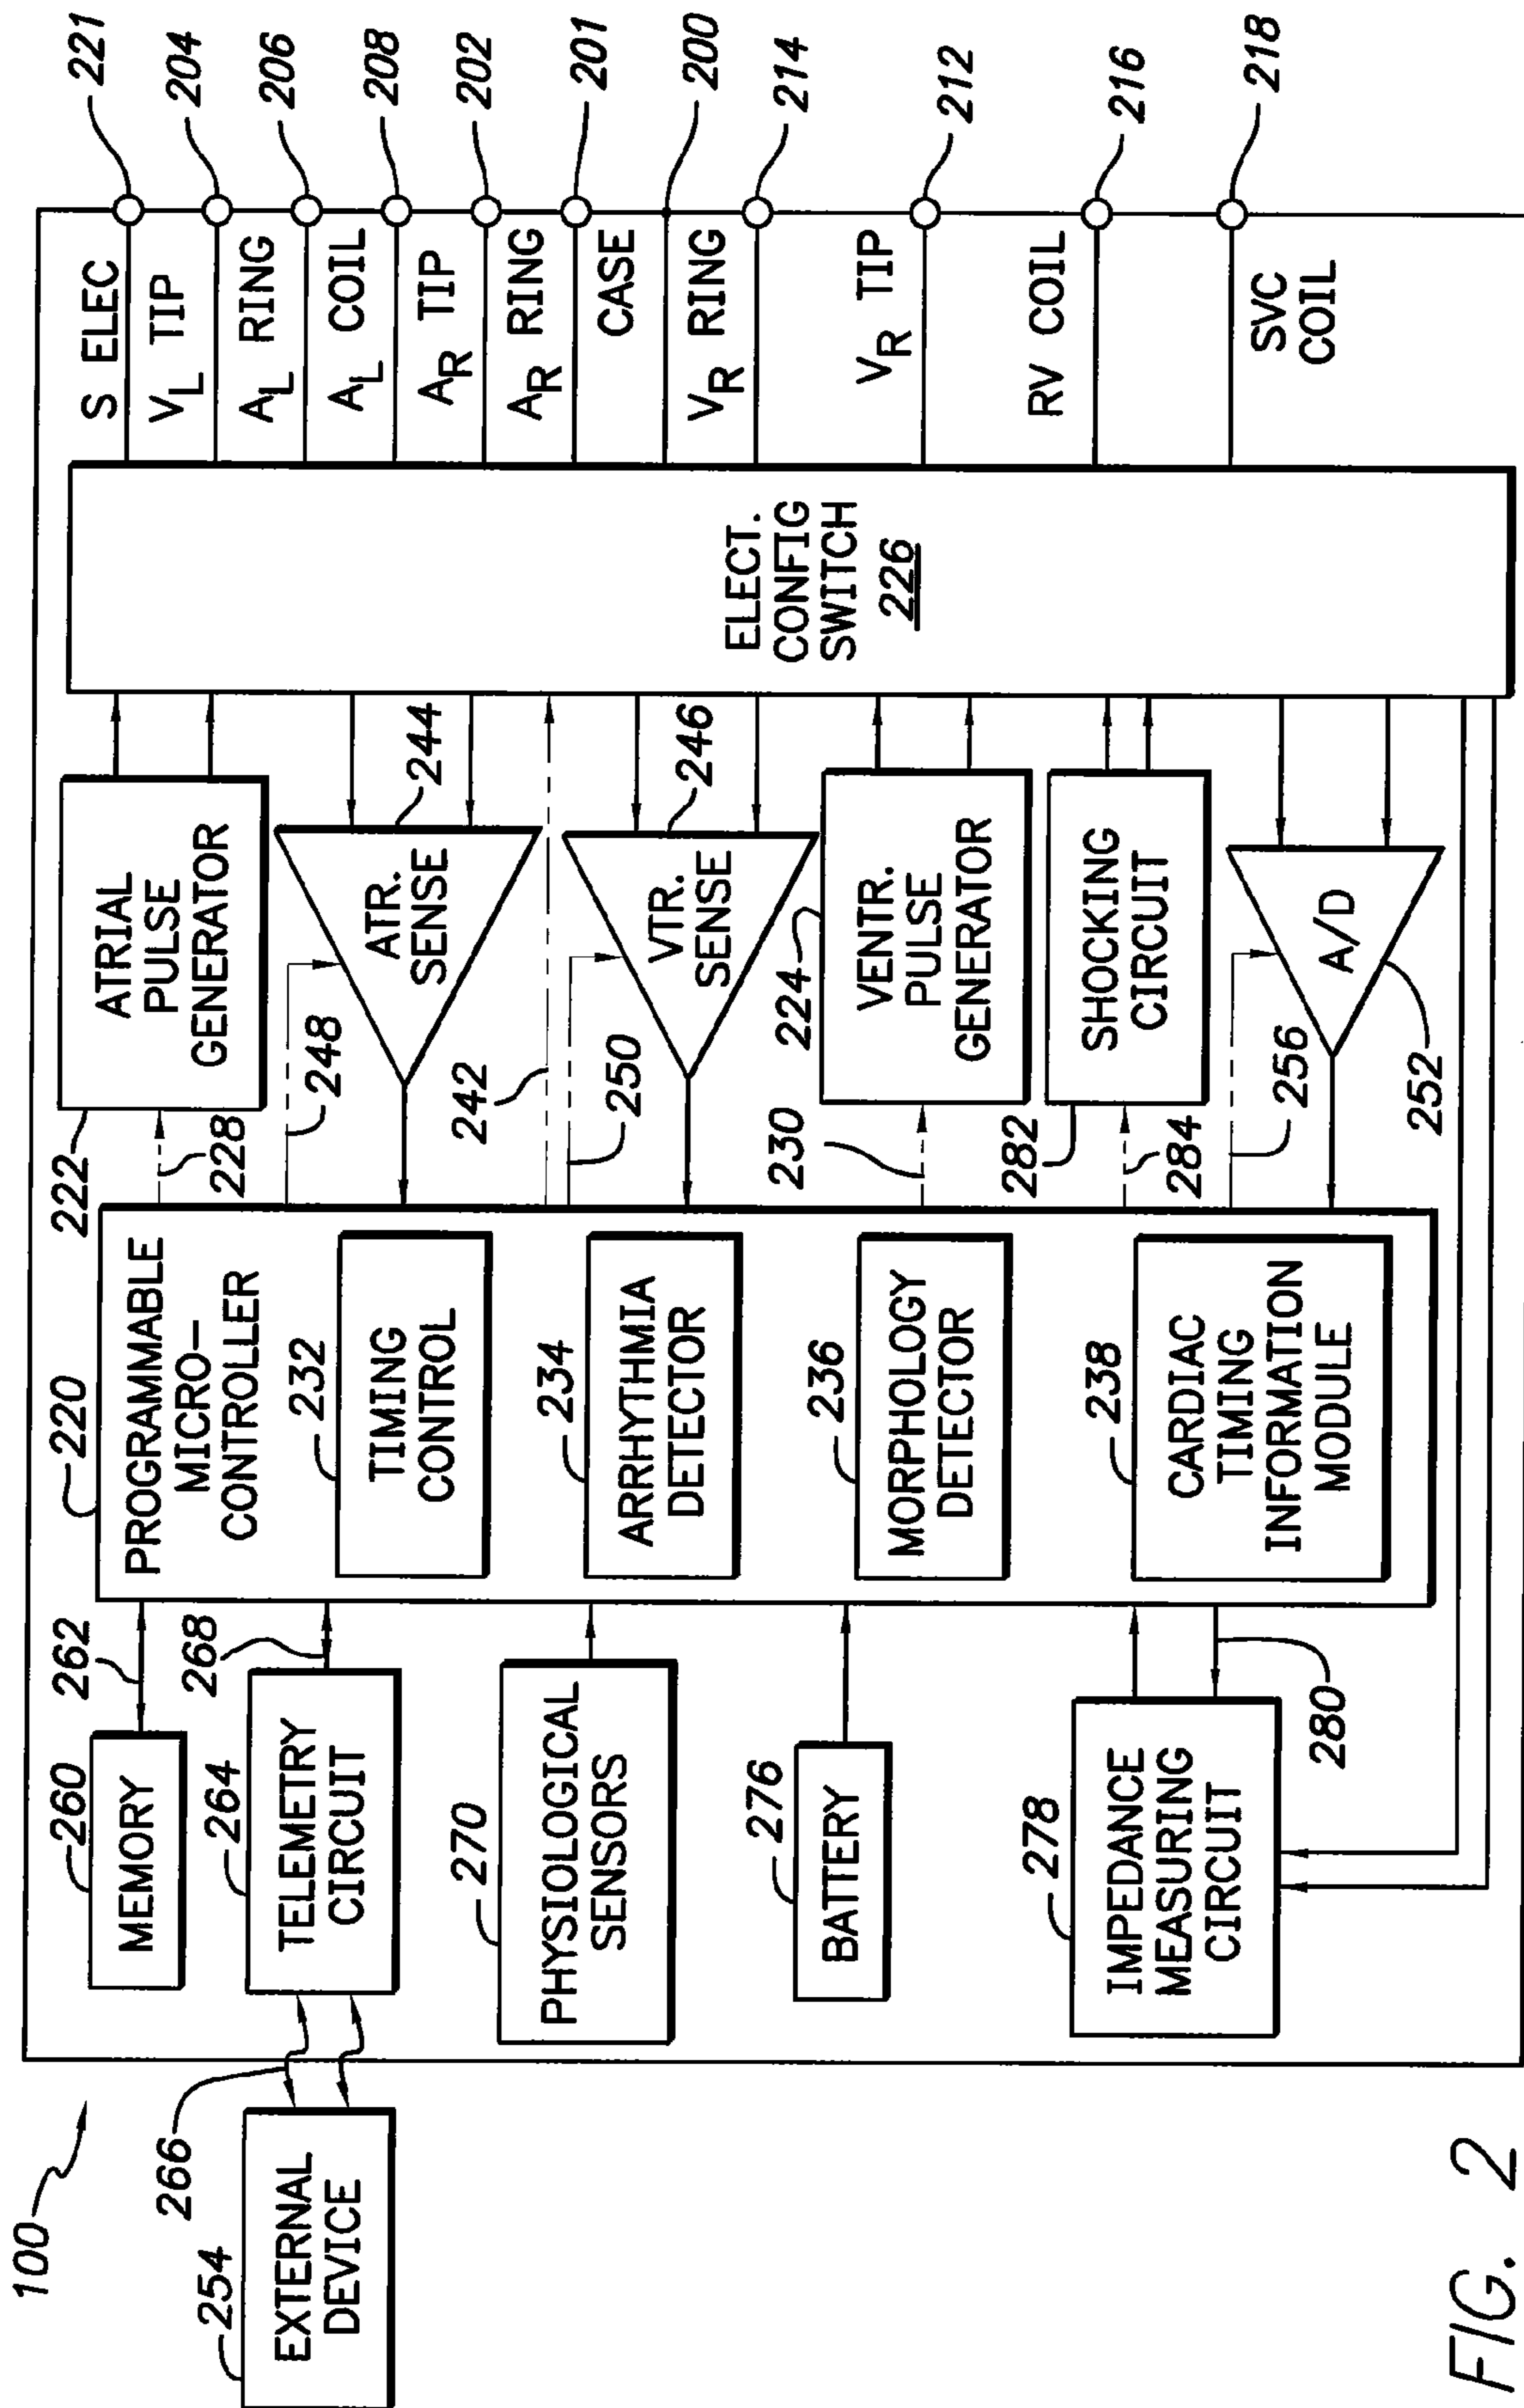 100
254
EXTERNAL
DEVICE
266
260
MEMORY
262
264
TELEMETRY
CIRCUIT
268
270
PHYSIOLOGICAL
SENSORS
276
BATTERY
278
IMPEDANCE
MEASURING
CIRCUIT
280
220
PROGRAMMABLE
MICRO-
CONTROLLER
232
TIMING
CONTROL
234
ARRHYTHMIA
DETECTOR
236
MORPHOLOGY
DETECTOR
238
CARDIAC
TIMING
INFORMATION
MODULE
222
228
ATRIAL
PULSE
GENERATOR
248
ATR.
SENSE
244
242
250
VTR.
SENSE
246
230
224
VENTR.
PULSE
GENERATOR
282
284
SHOCKING
CIRCUIT
256
A/D
252
ELECT.
CONFIG
SWITCH
226
S ELEC
221
VL TIP
204
AL RING
206
AL COIL
208
AR TIP
202
AR RING
201
CASE
200
VR RING
214
VR TIP
212
RV COIL
216
SVC
COIL
218
FIG. 2